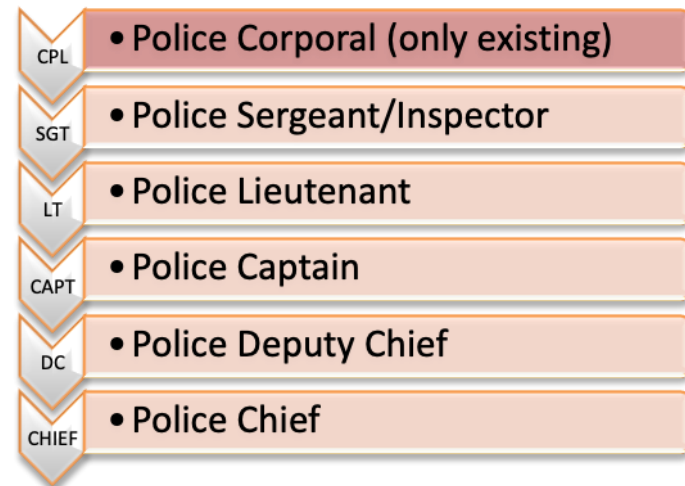 CPL
• Police Corporal (only existing)
SGT
• Police Sergeant/Inspector
LT
• Police Lieutenant
CAPT
• Police Captain
DC
• Police Deputy Chief
CHIEF
• Police Chief